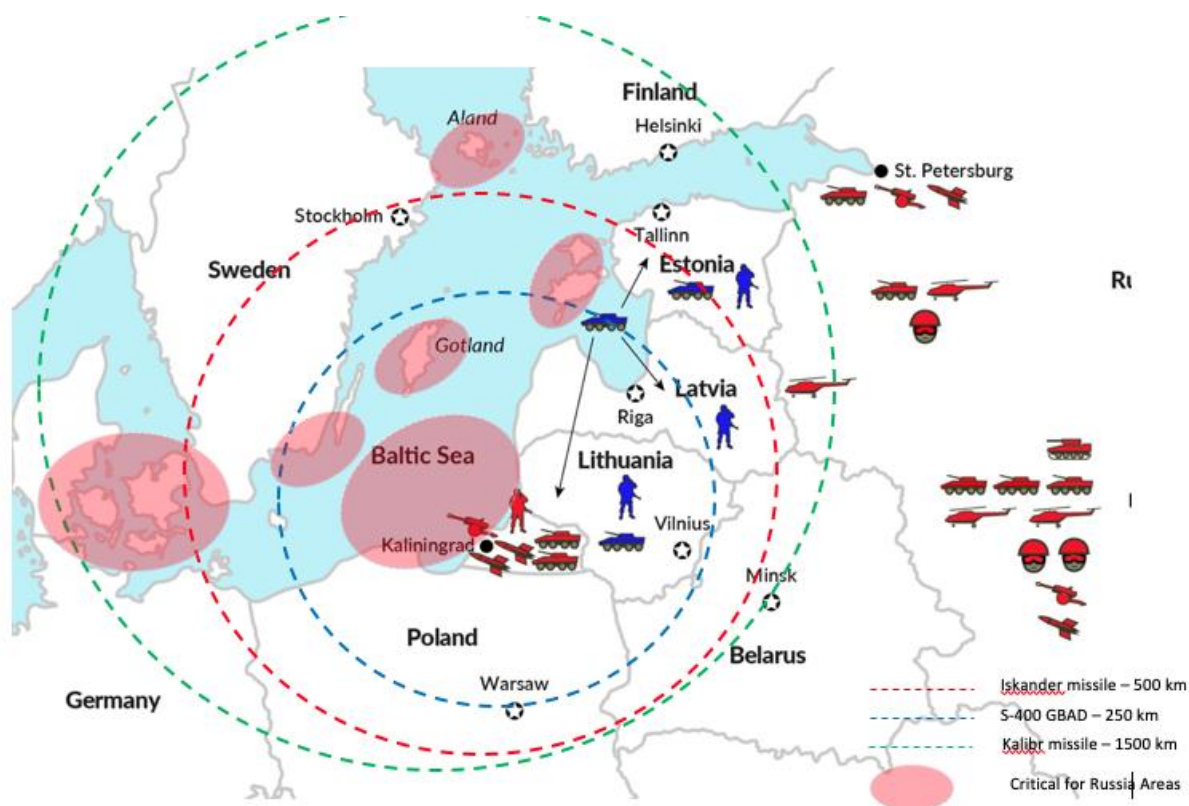 Finland
Aland
Helsinki
St. Petersburg
Stockholm
Tallinn
Sweden
Estonia
Ru
Gotland
Latvia
Riga
Baltic Sea
Lithuania
Vilnius
Kaliningrad
Minsk
Poland
Belarus
Warsaw
Germany
Iskander missile – 500 km
S-400 GBAD – 250 km
Kalibr missile – 1500 km
Critical for Russia Areas